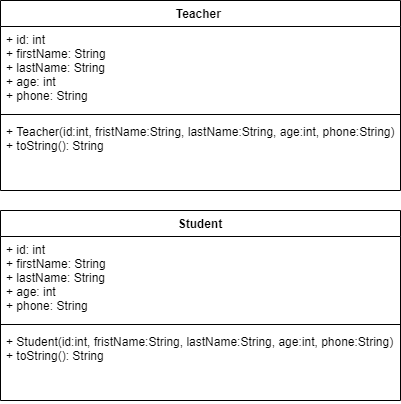 Teacher
+ id: int
+ firstName: String
+ lastName: String
+ age: int
+ phone: String
+ Teacher(id:int, fristName:String, lastName:String, age:int, phone:String)
+ toString(): String
Student
+ id: int
+ firstName: String
+ lastName: String
+ age: int
+ phone: String
+ Student(id:int, fristName:String, lastName:String, age:int, phone:String)
+ toString(): String